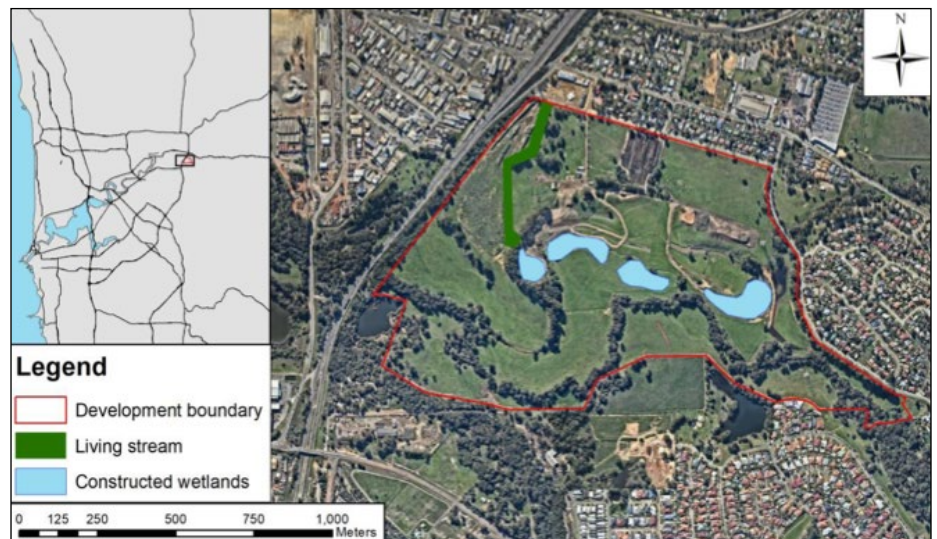 N
Legend
Development boundary
Living stream
Constructed wetlands
0 125 250 500 750 1,000
Meters